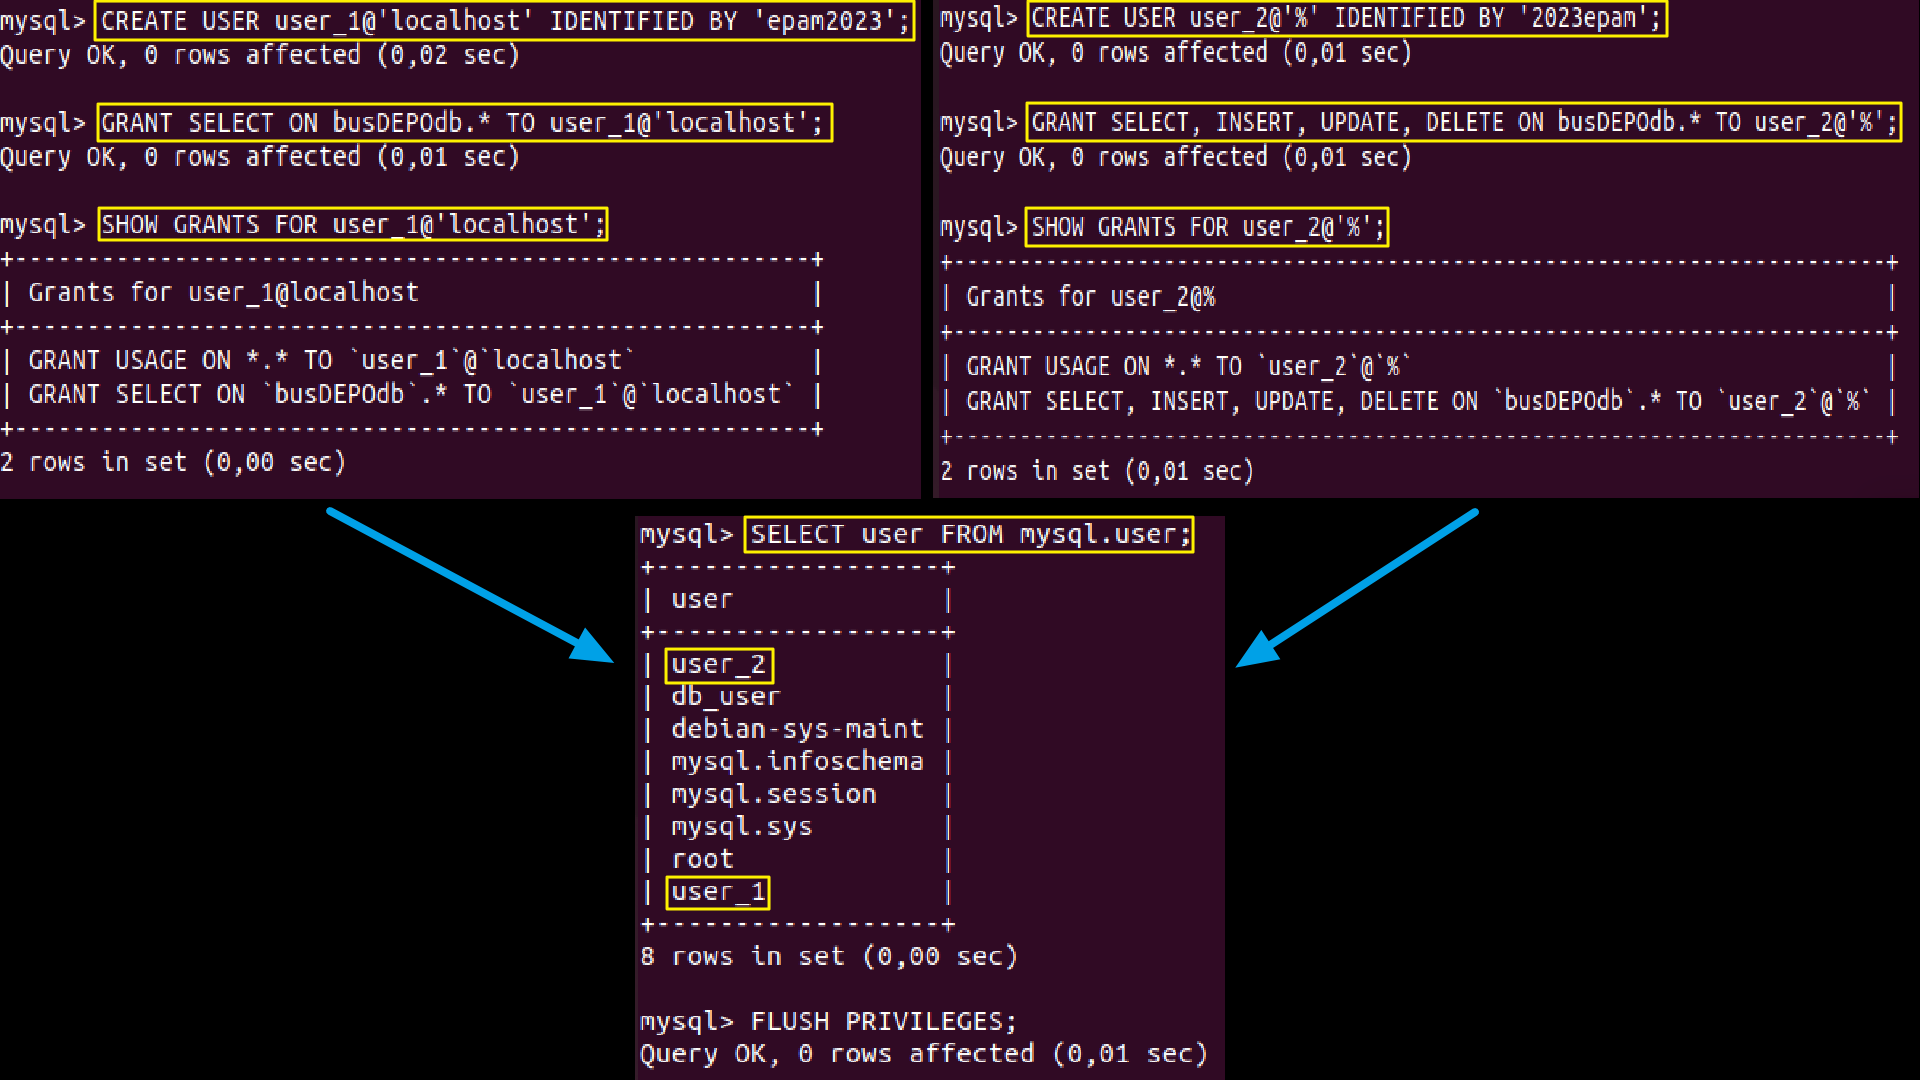 mysql> CREATE USER user_1@'localhost' IDENTIFIED BY 'epam2023';
Query OK, 0 rows affected (0,02 sec)
mysql> GRANT SELECT ON busDEPOdb.* TO user_1@'localhost';
Query OK, 0 rows affected (0,01 sec)
mysql> SHOW GRANTS FOR user_1@'localhost';
+-------------------------------------------------------+
| Grants for user_1@localhost                           |
+-------------------------------------------------------+
| GRANT USAGE ON *.* TO `user_1`@`localhost`            |
| GRANT SELECT ON `busDEPOdb`.* TO `user_1`@`localhost` |
+-------------------------------------------------------+
2 rows in set (0,00 sec)
mysql> CREATE USER user_2@'%' IDENTIFIED BY '2023epam';
Query OK, 0 rows affected (0,01 sec)
mysql> GRANT SELECT, INSERT, UPDATE, DELETE ON busDEPOdb.* TO user_2@'%';
Query OK, 0 rows affected (0,01 sec)
mysql> SHOW GRANTS FOR user_2@'%';
+-----------------------------------------------------------------------+
| Grants for user_2@%                                                   |
+-----------------------------------------------------------------------+
| GRANT USAGE ON *.* TO `user_2`@`%`                                    |
| GRANT SELECT, INSERT, UPDATE, DELETE ON `busDEPOdb`.* TO `user_2`@`%` |
+-----------------------------------------------------------------------+
2 rows in set (0,01 sec)
mysql> SELECT user FROM mysql.user;
+------------------+
| user             |
+------------------+
| user_2           |
| db_user          |
| debian-sys-maint |
| mysql.infoschema |
| mysql.session    |
| mysql.sys        |
| root             |
| user_1           |
+------------------+
8 rows in set (0,00 sec)
mysql> FLUSH PRIVILEGES;
Query OK, 0 rows affected (0,01 sec)